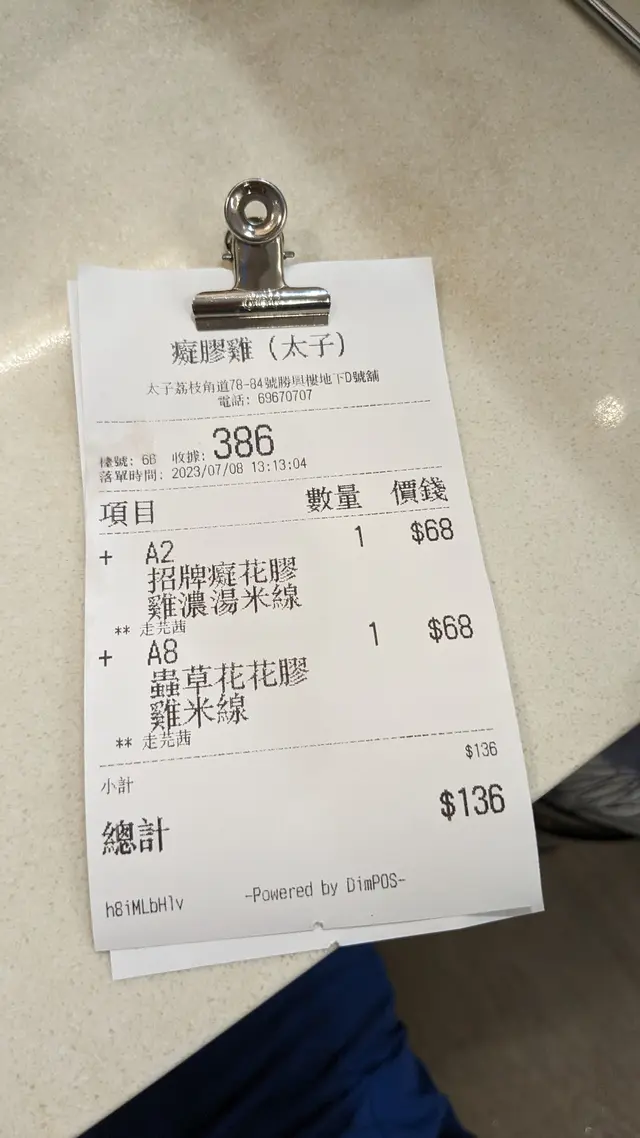 癡膠雞（太子）
太子荔枝角道78-84號勝興樓地下D號舖
電話: 69670707
檯號: 6B 收據: 386
落單時間: 2023/07/08 13:13:04
項目 數量 價錢
+ A2 1 $68
招牌癡花膠
雞濃湯米線
** 走芫茜
+ A8 1 $68
蟲草花花膠
雞米線
** 走芫茜
小計 $136
總計 $136
h8iMLbHlv -Powered by DimPOS-